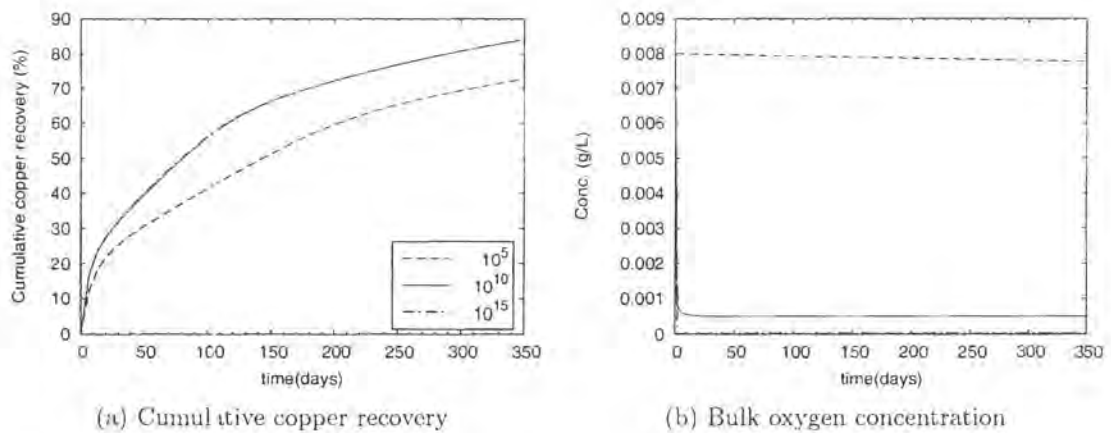 Cumulative copper recovery (%)
90
80
70
60
50
40
30
20
10
0
0 50 100 150 200 250 300 350
time(days)
10^5
10^10
10^15
(a) Cumulative copper recovery
Conc. (g/L)
0.009
0.008
0.007
0.006
0.005
0.004
0.003
0.002
0.001
0
0 50 100 150 200 250 300 350
time(days)
(b) Bulk oxygen concentration